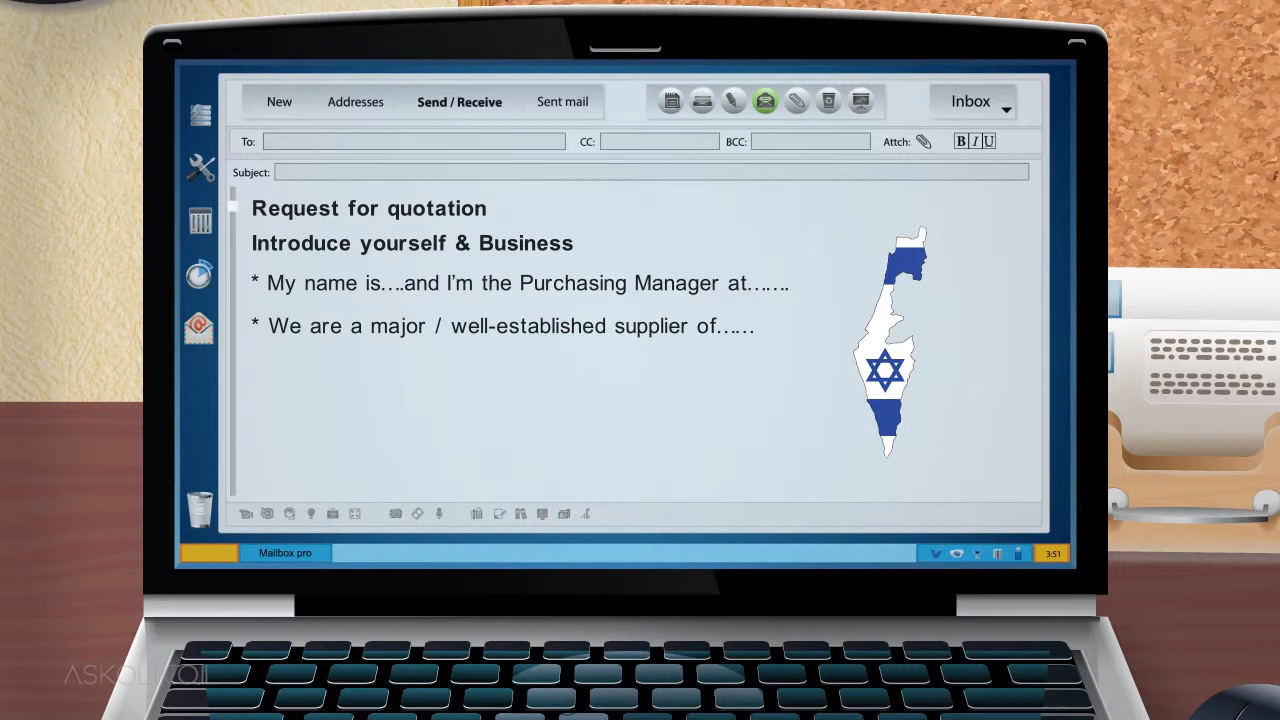 New Addresses Send / Receive Sent mail Inbox
To: CC: BCC: Attch: B I U
Subject:
Request for quotation
Introduce yourself & Business
* My name is....and I'm the Purchasing Manager at.......
* We are a major / well-established supplier of......
Mailbox pro 3:51